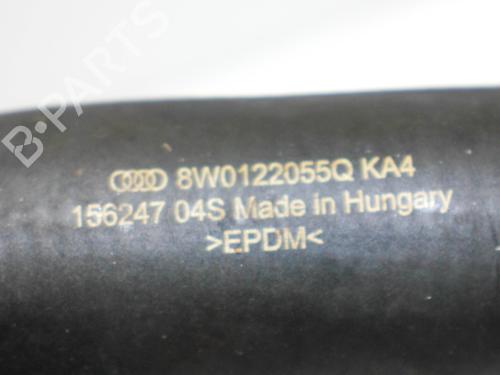 B-PARTS
8W0122055Q KA4
156247 04S Made in Hungary
>EPDM<